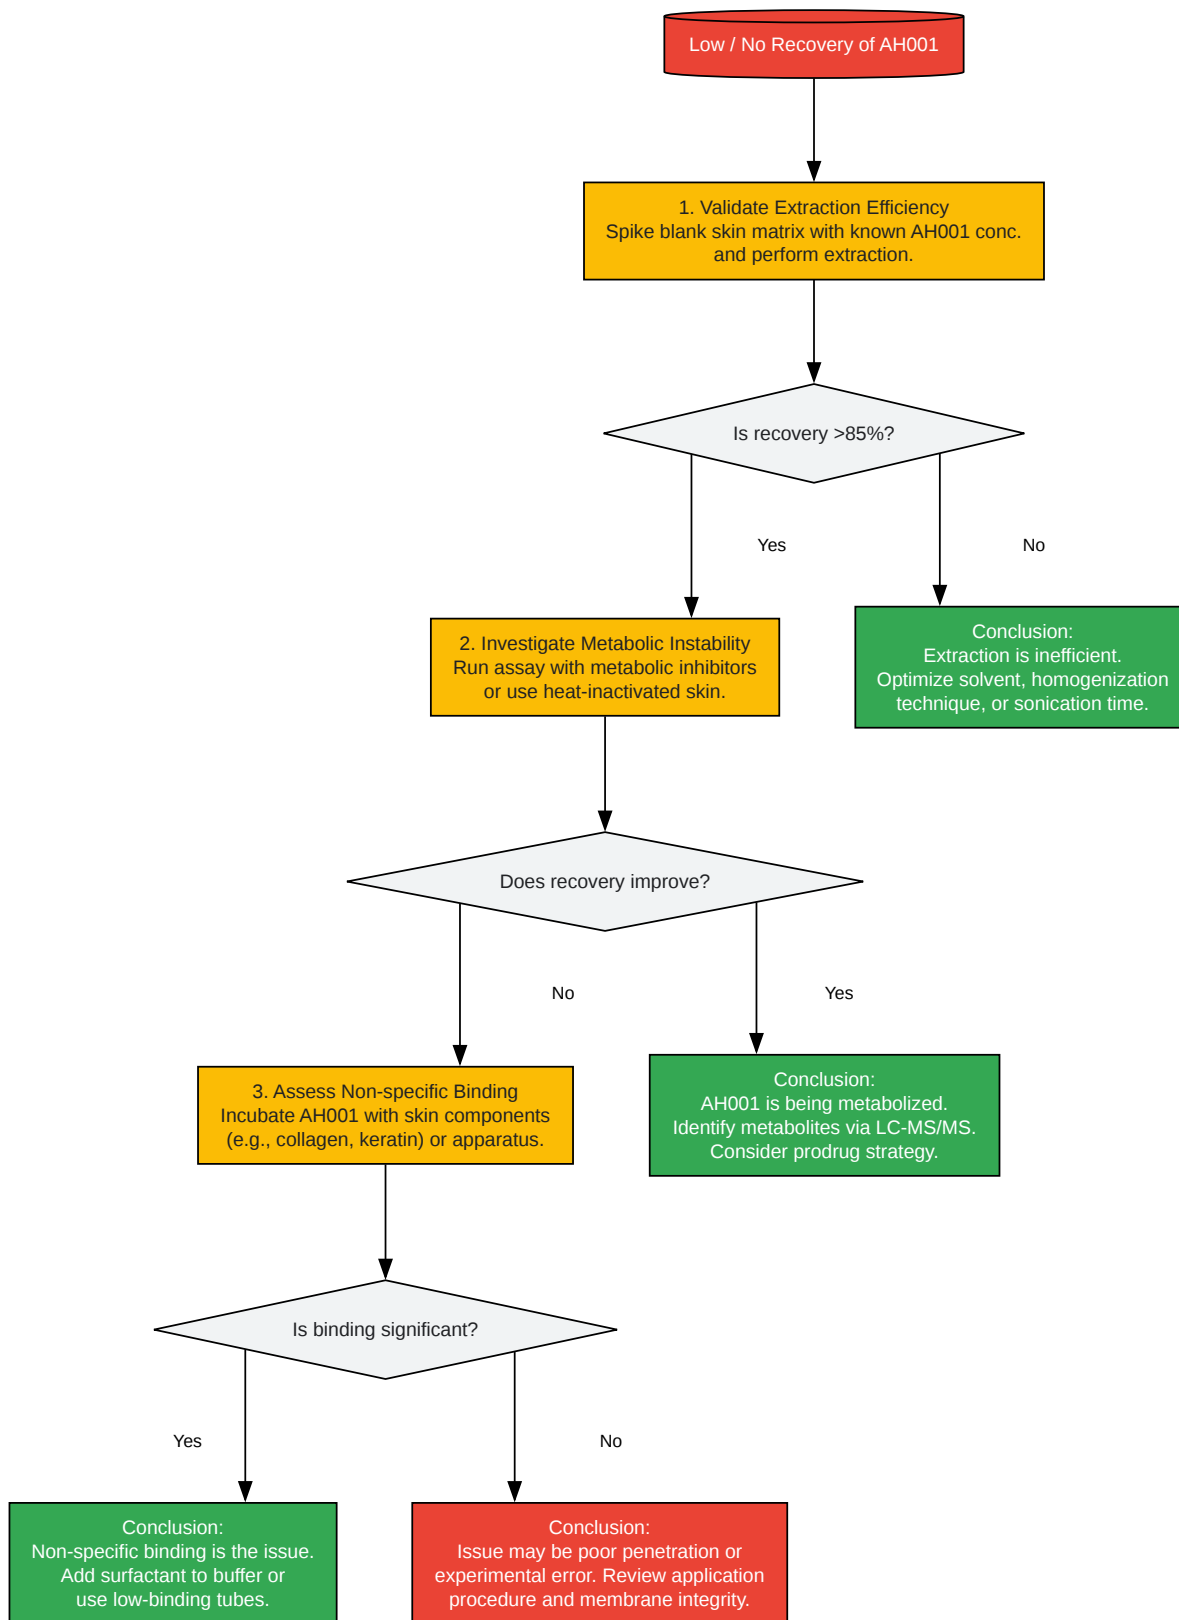 Low / No Recovery of AH001
1. Validate Extraction Efficiency
Spike blank skin matrix with known AH001 conc.
and perform extraction.
Is recovery >85%?
Yes
No
2. Investigate Metabolic Instability
Run assay with metabolic inhibitors
or use heat-inactivated skin.
Conclusion:
Extraction is inefficient.
Optimize solvent, homogenization
technique, or sonication time.
Does recovery improve?
No
Yes
3. Assess Non-specific Binding
Incubate AH001 with skin components
(e.g., collagen, keratin) or apparatus.
Conclusion:
AH001 is being metabolized.
Identify metabolites via LC-MS/MS.
Consider prodrug strategy.
Is binding significant?
Yes
No
Conclusion:
Non-specific binding is the issue.
Add surfactant to buffer or
use low-binding tubes.
Conclusion:
Issue may be poor penetration or
experimental error. Review application
procedure and membrane integrity.